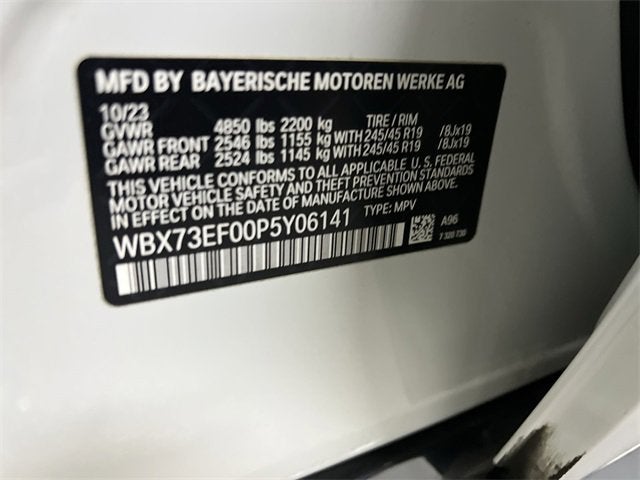 MFD BY BAYERISCHE MOTOREN WERKE AG
10/23
GVWR 4850 lbs 2200 kg TIRE / RIM
GAWR FRONT 2546 lbs 1155 kg WITH 245/45 R19 /8Jx19
GAWR REAR 2524 lbs 1145 kg WITH 245/45 R19 /8Jx19
THIS VEHICLE CONFORMS TO ALL APPLICABLE U. S. FEDERAL
MOTOR VEHICLE SAFETY AND THEFT PREVENTION STANDARDS
IN EFFECT ON THE DATE OF MANUFACTURE SHOWN ABOVE.
WBX73EF00P5Y06141 TYPE: MPV A96
7 320 730